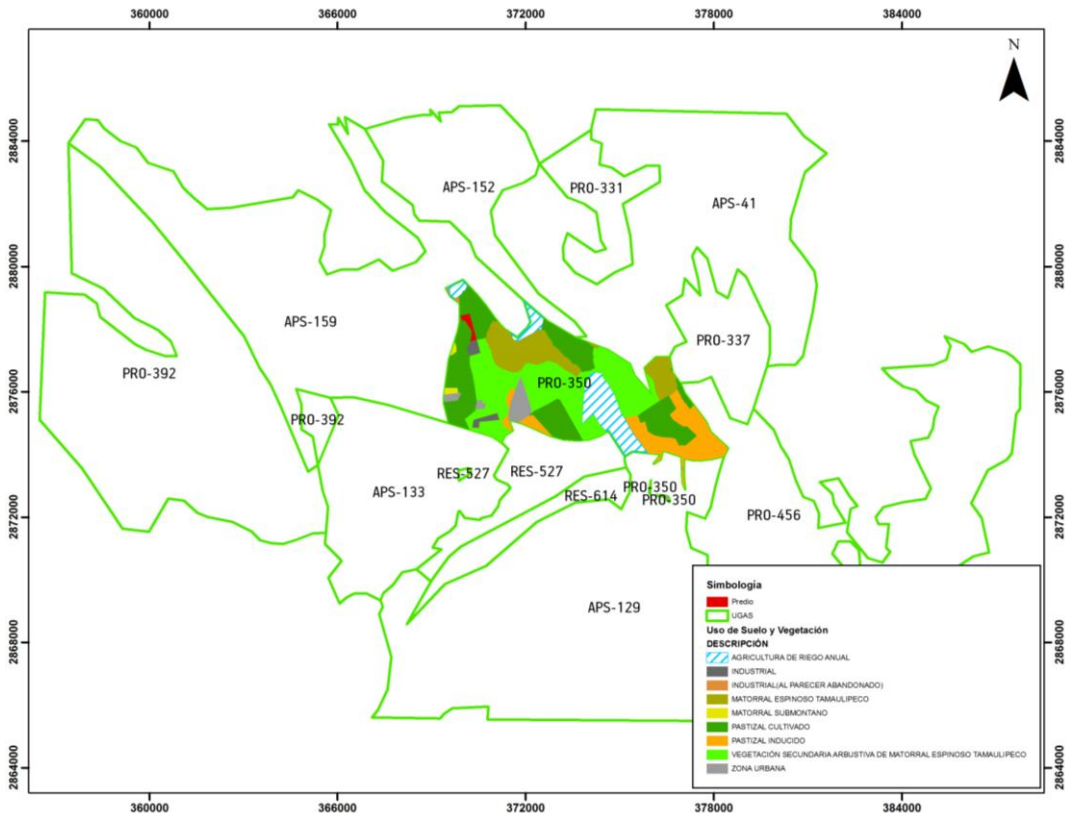 360000 366000 372000 378000 384000
N
2884000 2884000
APS-152 PRO-331
APS-41
2880000 2880000
APS-159
PRO-337
PRO-392
PRO-350
2876000 2876000
PRO-392
RES-527 RES-527
APS-133 RES-614 PRO-350
PRO-350
2872000 2872000
PRO-456
APS-129
2868000 2868000
2864000 2864000
Simbología
Predio
UGAS
Uso de Suelo y Vegetación
DESCRIPCIÓN
AGRICULTURA DE RIEGO ANUAL
INDUSTRIAL
INDUSTRIAL(AL PARECER ABANDONADO)
MATORRAL ESPINOSO TAMAULIPECO
MATORRAL SUBMONTANO
PASTIZAL CULTIVADO
PASTIZAL INDUCIDO
VEGETACIÓN SECUNDARIA ARBUSTIVA DE MATORRAL ESPINOSO TAMAULIPECO
ZONA URBANA
360000 366000 372000 378000 384000